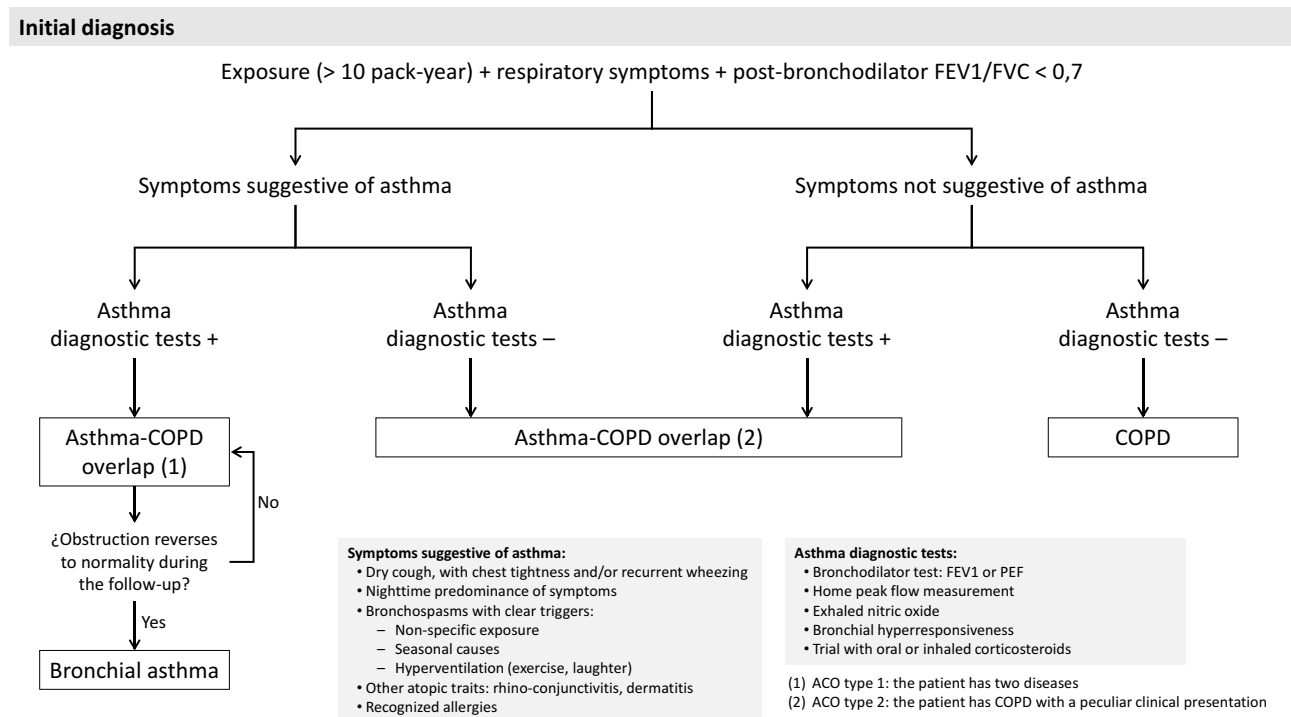 Initial diagnosis
Exposure (> 10 pack-year) + respiratory symptoms + post-bronchodilator FEV1/FVC < 0,7
Symptoms suggestive of asthma
Symptoms not suggestive of asthma
Asthma
diagnostic tests +
Asthma
diagnostic tests –
Asthma
diagnostic tests +
Asthma
diagnostic tests –
Asthma-COPD
overlap (1)
Asthma-COPD overlap (2)
COPD
No
¿Obstruction reverses
to normality during
the follow-up?
Yes
Bronchial asthma
Symptoms suggestive of asthma:
• Dry cough, with chest tightness and/or recurrent wheezing
• Nighttime predominance of symptoms
• Bronchospasms with clear triggers:
– Non-specific exposure
– Seasonal causes
– Hyperventilation (exercise, laughter)
• Other atopic traits: rhino-conjunctivitis, dermatitis
• Recognized allergies
Asthma diagnostic tests:
• Bronchodilator test: FEV1 or PEF
• Home peak flow measurement
• Exhaled nitric oxide
• Bronchial hyperresponsiveness
• Trial with oral or inhaled corticosteroids
(1) ACO type 1: the patient has two diseases
(2) ACO type 2: the patient has COPD with a peculiar clinical presentation